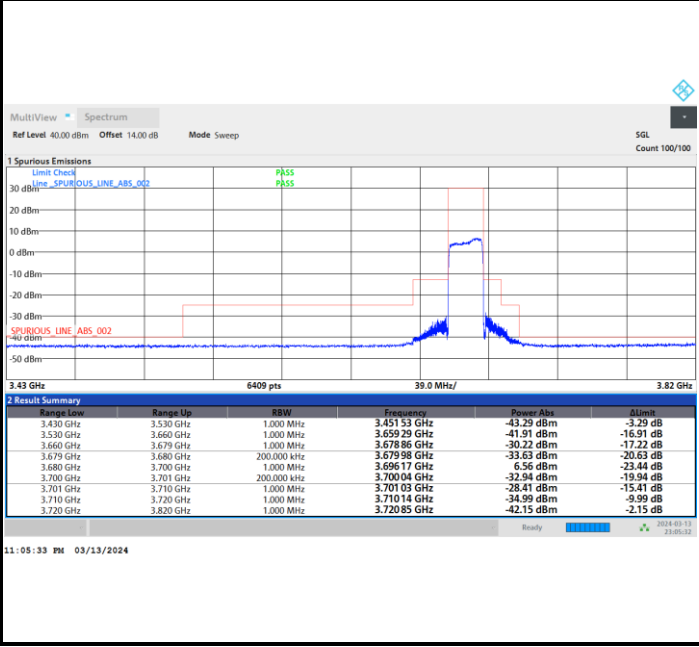 MultiView Spectrum
Ref Level 40.00 dBm Offset 14.00 dB Mode Sweep SGL
Count 100/100
1 Spurious Emissions
Limit Check PASS
Line _SPURIOUS_LINE_ABS_002 PASS
30 dBm
20 dBm
10 dBm
0 dBm
-10 dBm
-20 dBm
-30 dBm
_SPURIOUS_LINE_ABS_002
-40 dBm
-50 dBm
3.43 GHz 6409 pts 39.0 MHz/ 3.82 GHz
2 Result Summary
Range Low Range Up RBW Frequency Power Abs ΔLimit
3.430 GHz 3.530 GHz 1.000 MHz 3.451 53 GHz -43.29 dBm -3.29 dB
3.530 GHz 3.660 GHz 1.000 MHz 3.659 29 GHz -41.91 dBm -16.91 dB
3.660 GHz 3.679 GHz 1.000 MHz 3.678 86 GHz -30.22 dBm -17.22 dB
3.679 GHz 3.680 GHz 200.000 kHz 3.679 98 GHz -33.63 dBm -20.63 dB
3.680 GHz 3.700 GHz 1.000 MHz 3.696 17 GHz 6.56 dBm -23.44 dB
3.700 GHz 3.701 GHz 200.000 kHz 3.700 04 GHz -32.94 dBm -19.94 dB
3.701 GHz 3.710 GHz 1.000 MHz 3.701 03 GHz -28.41 dBm -15.41 dB
3.710 GHz 3.720 GHz 1.000 MHz 3.710 14 GHz -34.99 dBm -9.99 dB
3.720 GHz 3.820 GHz 1.000 MHz 3.720 85 GHz -42.15 dBm -2.15 dB
Ready 2024-03-13
23:05:32
11:05:33 PM 03/13/2024